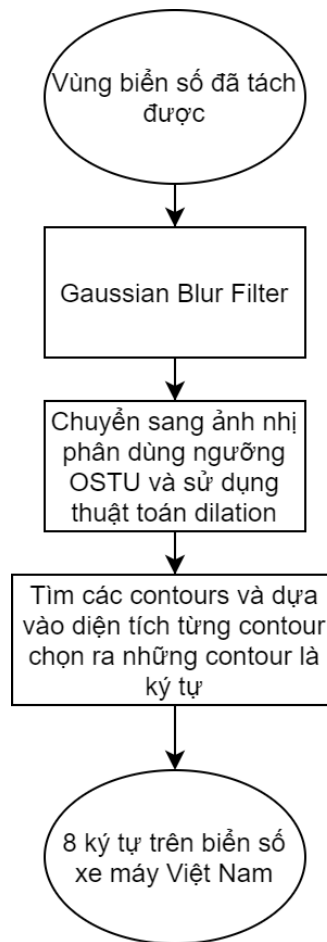 Vùng biển số đã tách
được
Gaussian Blur Filter
Chuyển sang ảnh nhị
phân dùng ngưỡng
OSTU và sử dụng
thuật toán dilation
Tìm các contours và dựa
vào diện tích từng contour
chọn ra những contour là
ký tự
8 ký tự trên biển số
xe máy Việt Nam